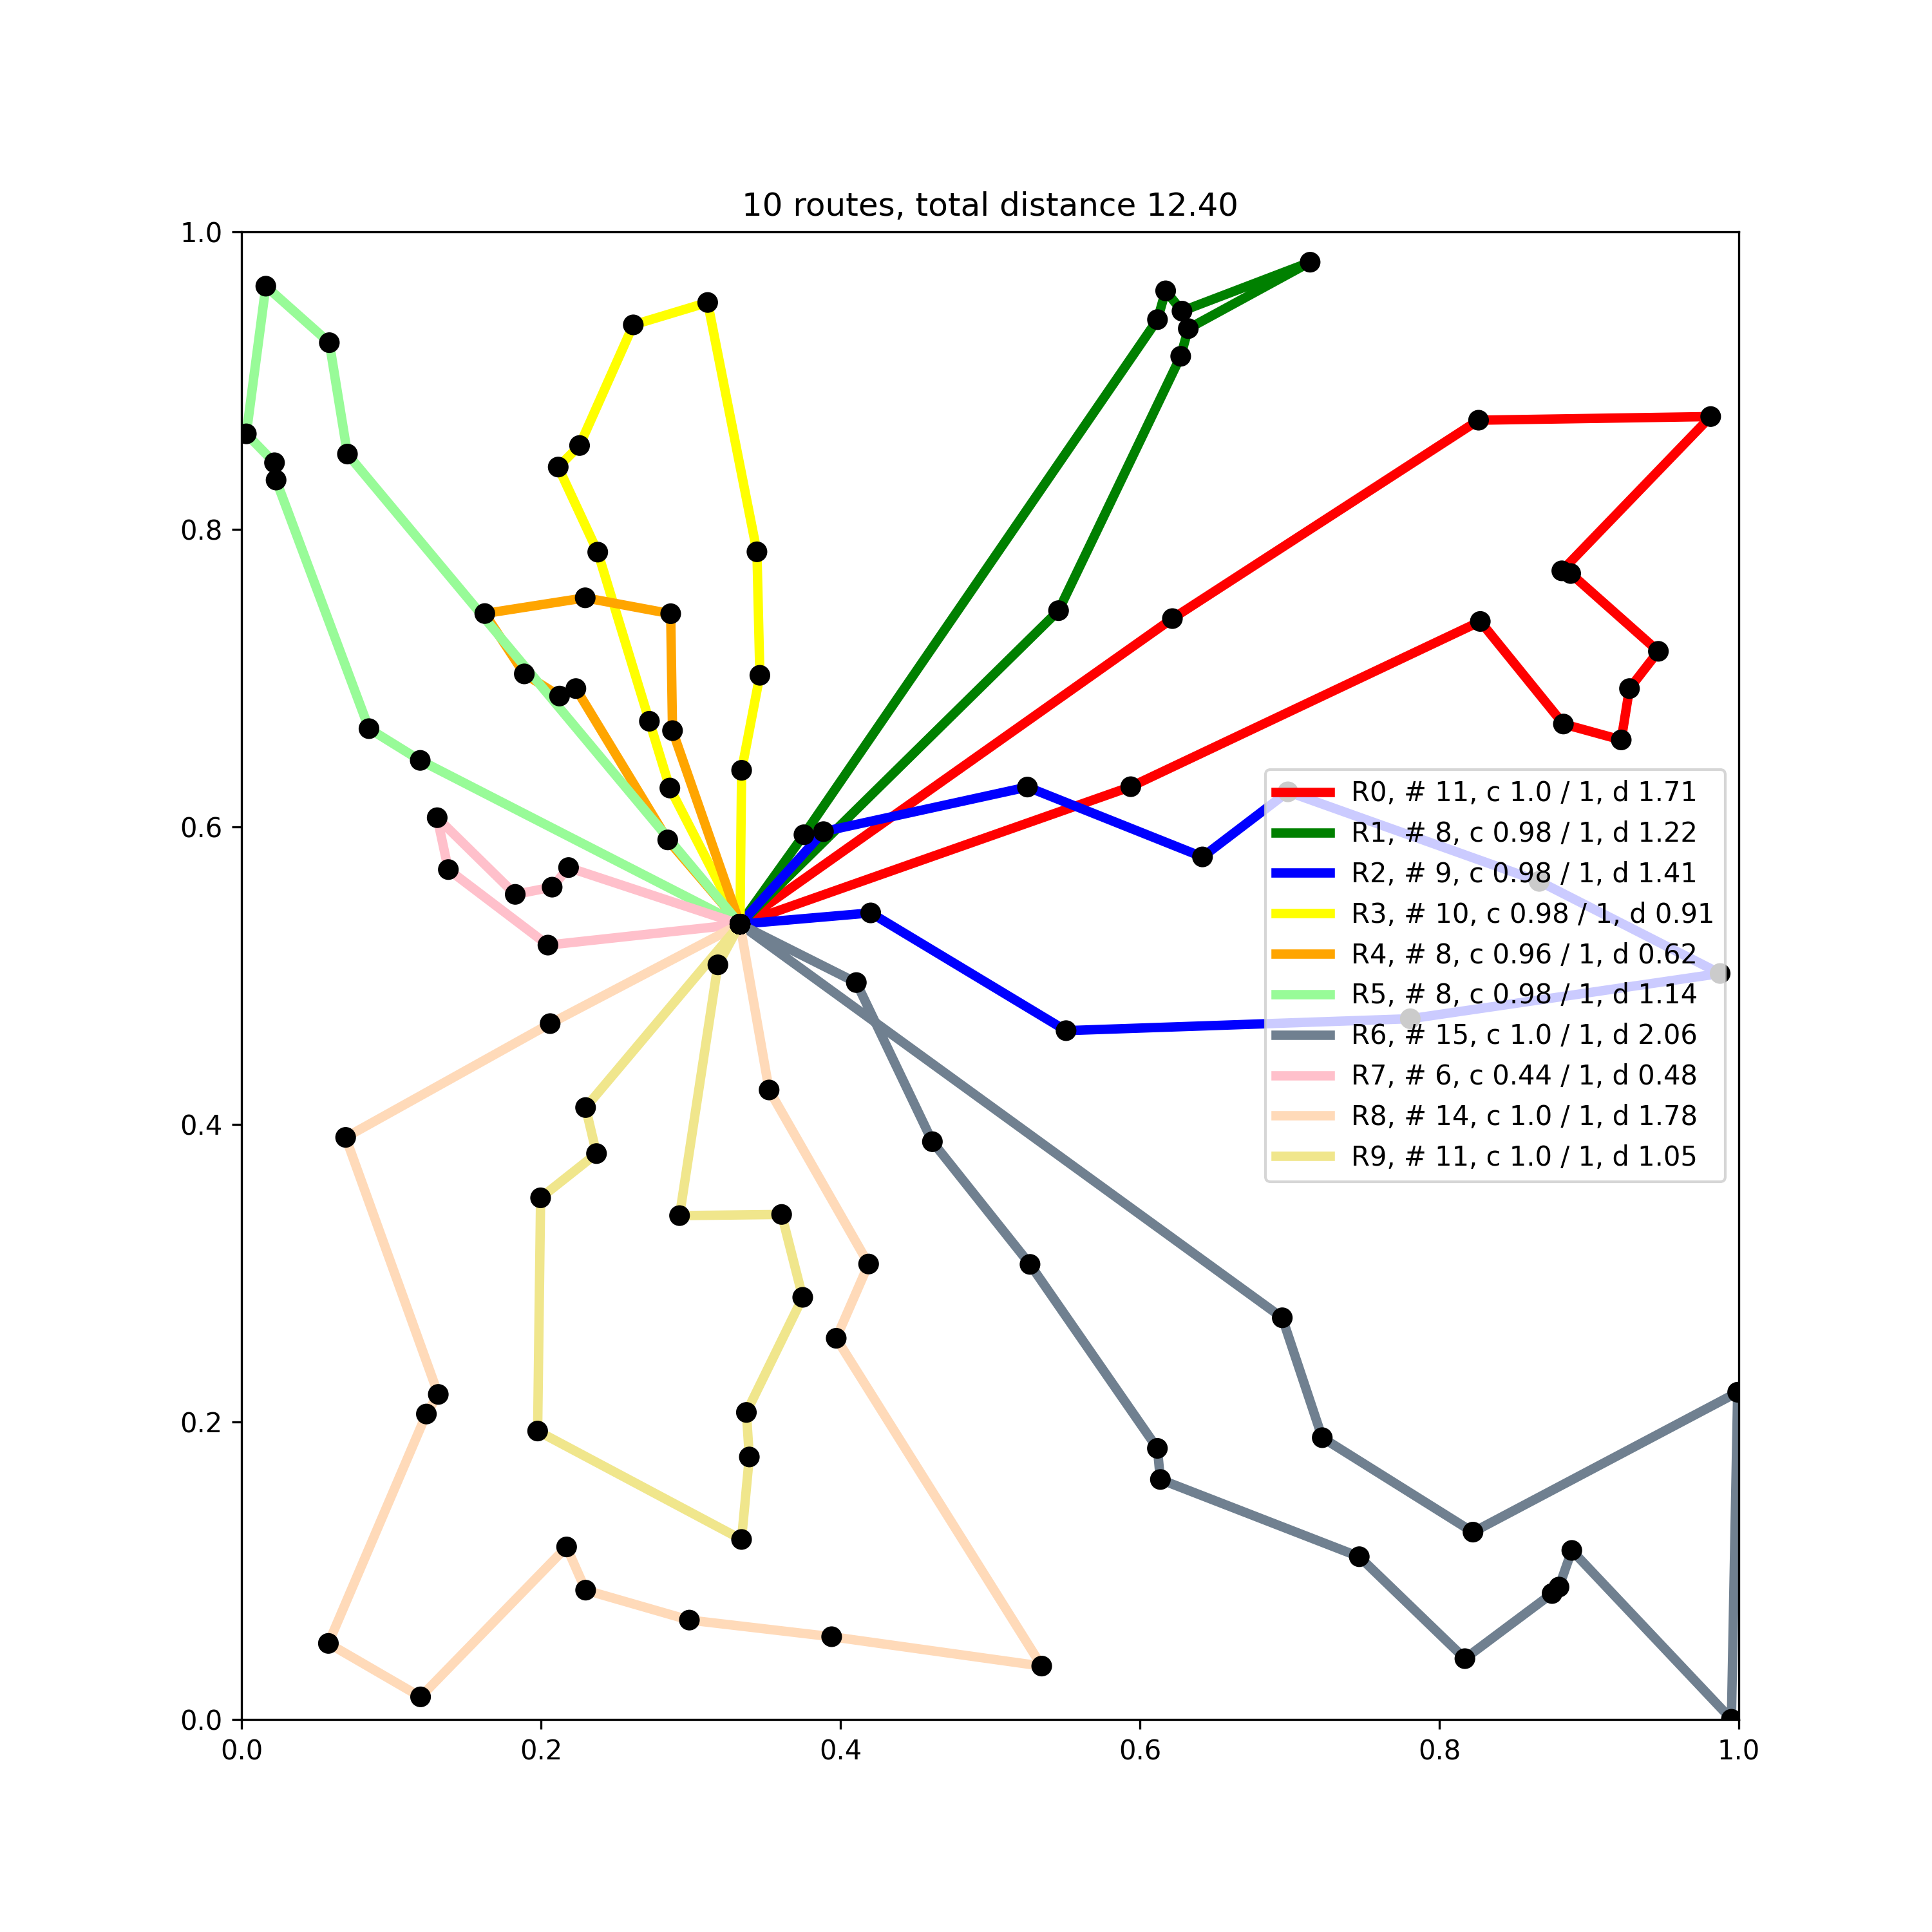 10 routes, total distance 12.40
1.0
0.8
0.6
0.4
0.2
0.0
0.0 0.2 0.4 0.6 0.8 1.0
R0, # 11, c 1.0 / 1, d 1.71
R1, # 8, c 0.98 / 1, d 1.22
R2, # 9, c 0.98 / 1, d 1.41
R3, # 10, c 0.98 / 1, d 0.91
R4, # 8, c 0.96 / 1, d 0.62
R5, # 8, c 0.98 / 1, d 1.14
R6, # 15, c 1.0 / 1, d 2.06
R7, # 6, c 0.44 / 1, d 0.48
R8, # 14, c 1.0 / 1, d 1.78
R9, # 11, c 1.0 / 1, d 1.05